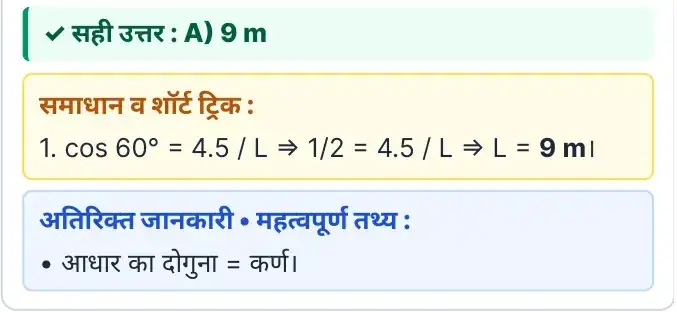 ✓ सही उत्तर : A) 9 m
समाधान व शॉर्ट ट्रिक :
1. cos 60° = 4.5 / L ⇒ 1/2 = 4.5 / L ⇒ L = 9 m।
अतिरिक्त जानकारी • महत्वपूर्ण तथ्य :
• आधार का दोगुना = कर्ण।